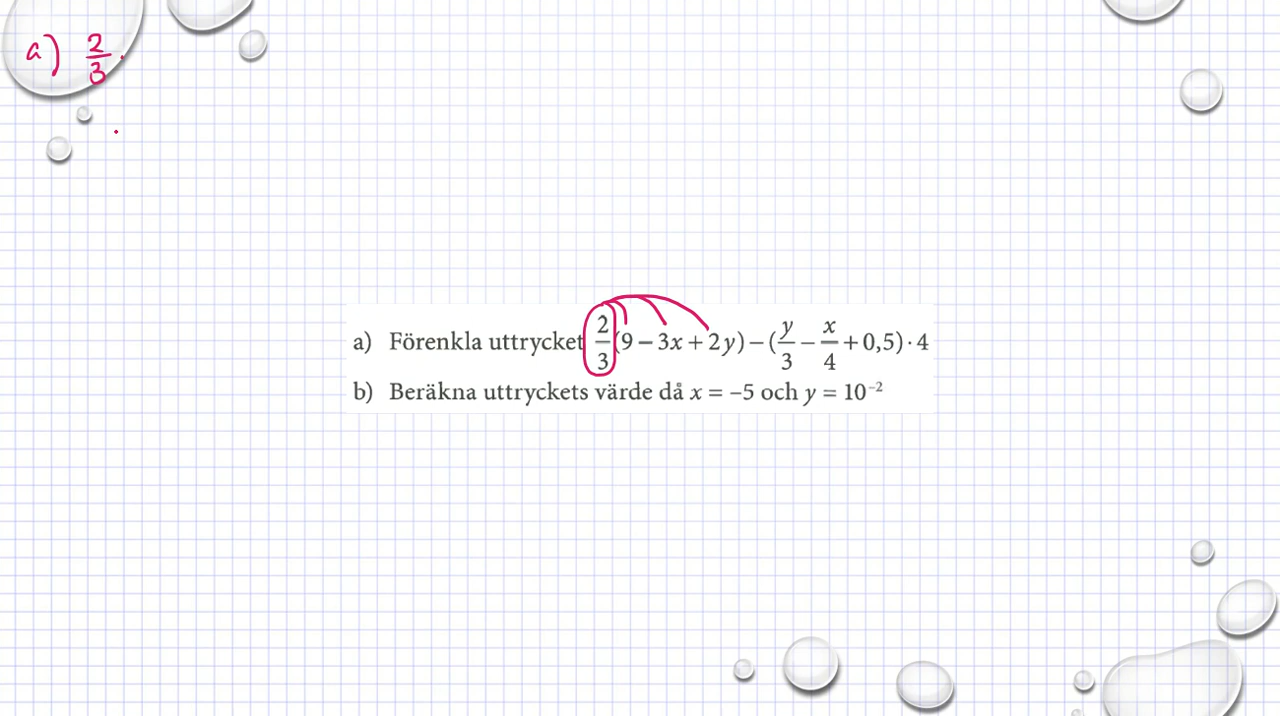 a) 2/3 ·
a) Förenkla uttrycket 2/3(9 – 3x + 2y) – (y/3 – x/4 + 0,5) · 4
b) Beräkna uttryckets värde då x = –5 och y = 10⁻²